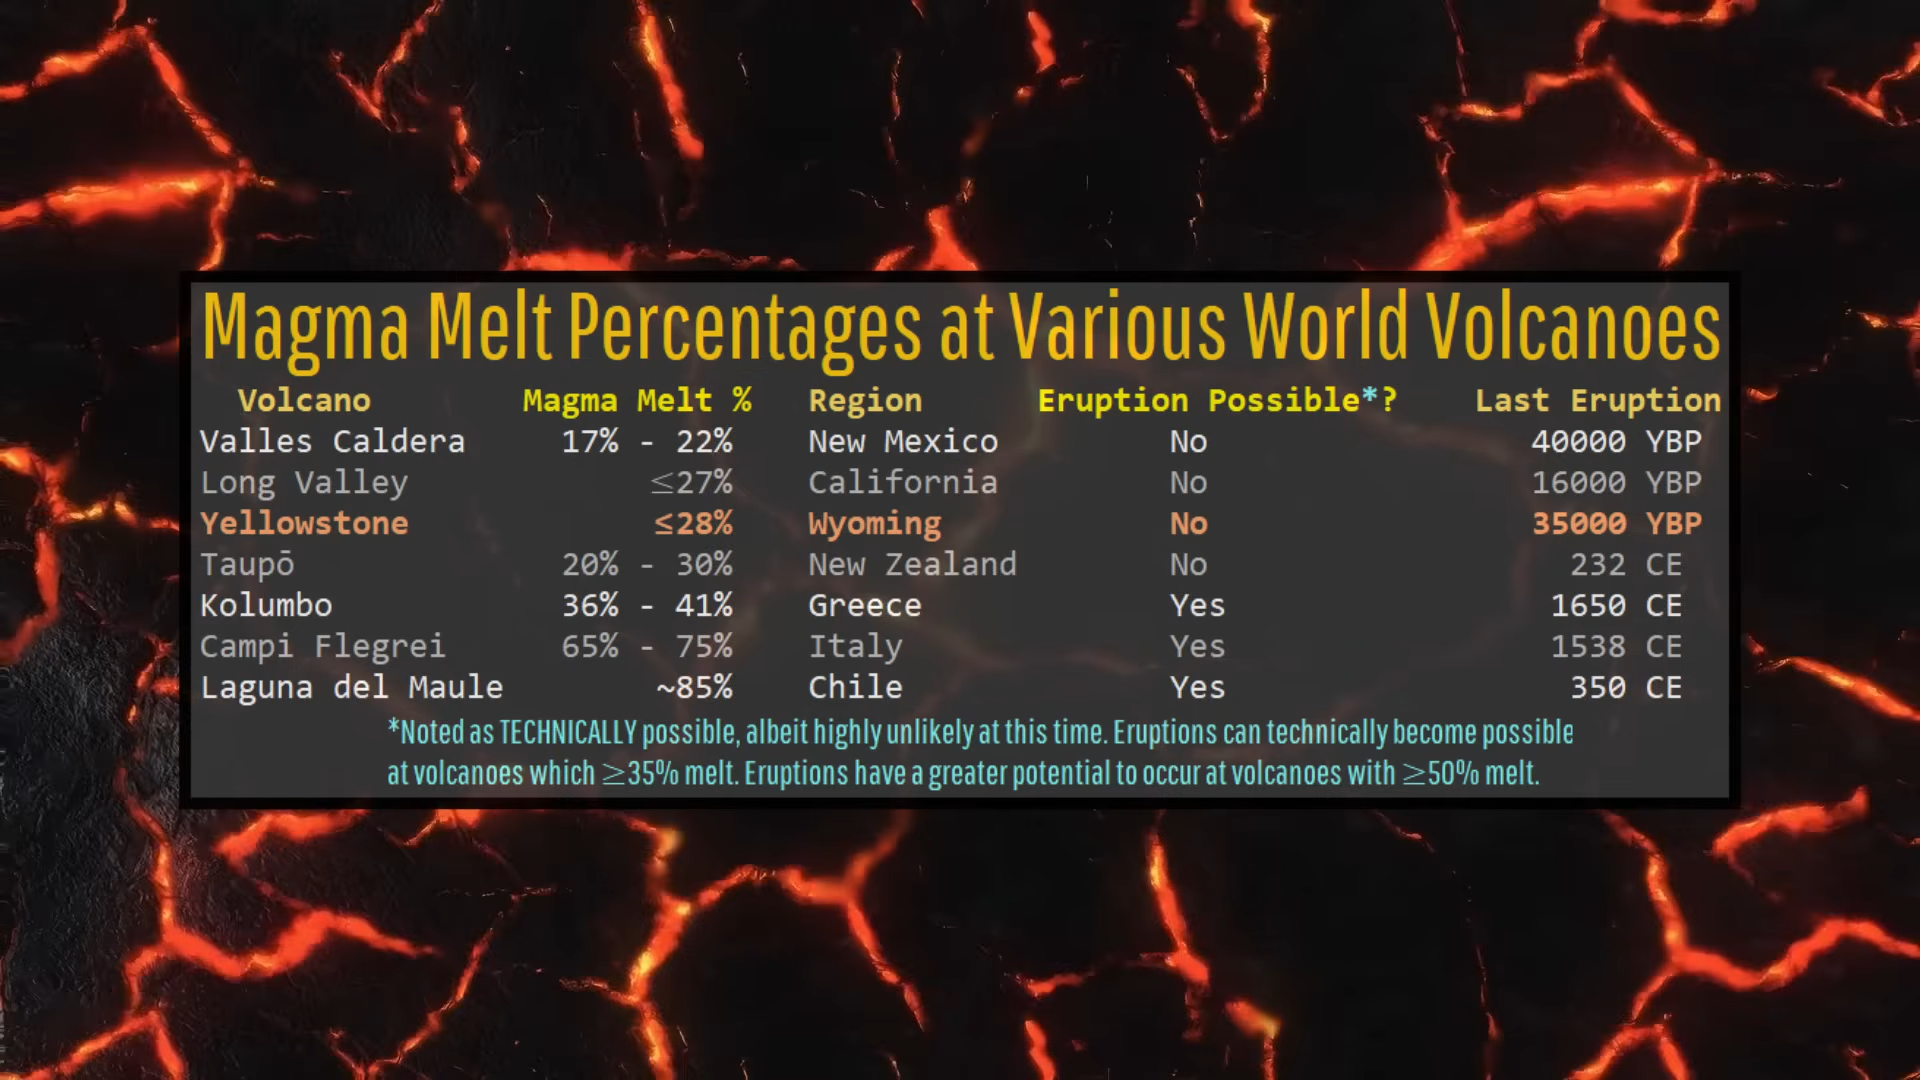 Magma Melt Percentages at Various World Volcanoes
Volcano Magma Melt % Region Eruption Possible*? Last Eruption
Valles Caldera 17% - 22% New Mexico No 40000 YBP
Long Valley ≤27% California No 16000 YBP
Yellowstone ≤28% Wyoming No 35000 YBP
Taupō 20% - 30% New Zealand No 232 CE
Kolumbo 36% - 41% Greece Yes 1650 CE
Campi Flegrei 65% - 75% Italy Yes 1538 CE
Laguna del Maule ~85% Chile Yes 350 CE
*Noted as TECHNICALLY possible, albeit highly unlikely at this time. Eruptions can technically become possible
at volcanoes which ≥35% melt. Eruptions have a greater potential to occur at volcanoes with ≥50% melt.